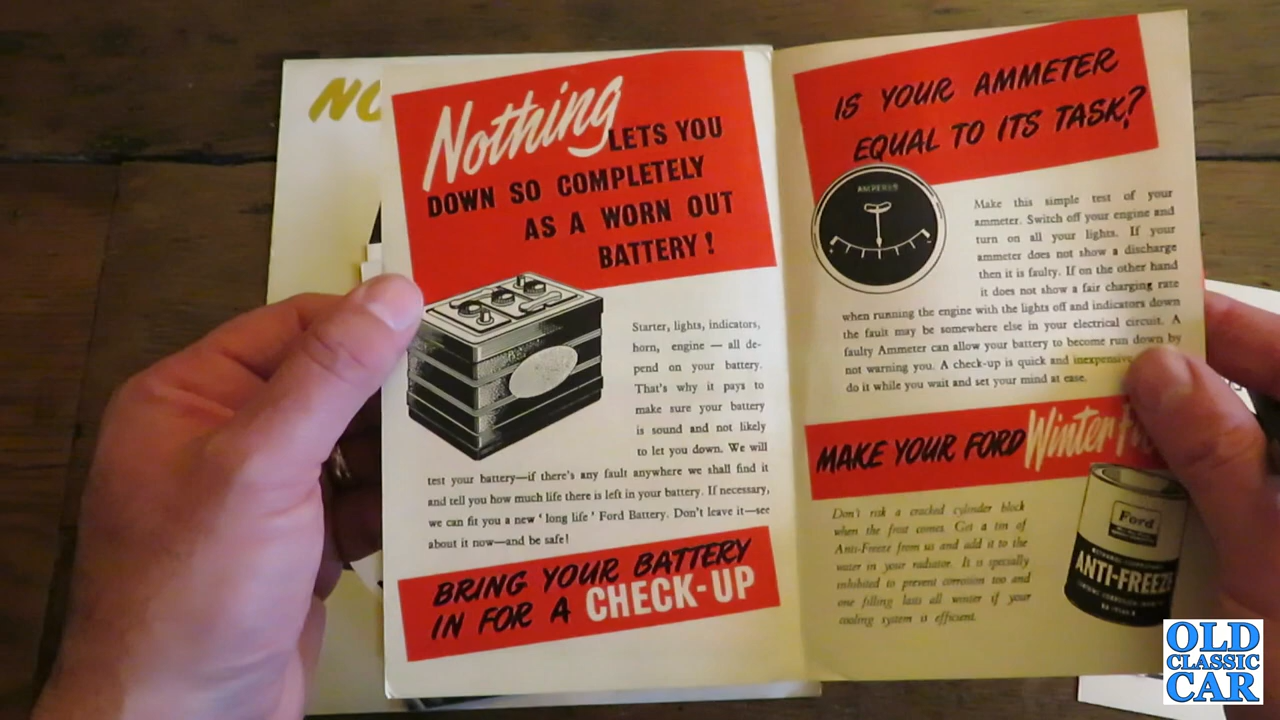 NO
Nothing
LETS YOU
DOWN SO COMPLETELY
AS A WORN OUT
BATTERY!
Starter, lights, indicators,
horn, engine — all de-
pend on your battery.
That's why it pays to
make sure your battery
is sound and not likely
to let you down. We will
test your battery—if there's any fault anywhere we shall find it
and tell you how much life there is left in your battery. If necessary,
we can fit you a new 'long life' Ford Battery. Don't leave it—see
about it now—and be safe!
BRING YOUR BATTERY
IN FOR A CHECK-UP
IS YOUR AMMETER
EQUAL TO ITS TASK?
AMPERES
Make this simple test of your
ammeter. Switch off your engine and
turn on all your lights. If your
ammeter does not show a discharge
then it is faulty. If on the other hand
it does not show a fair charging rate
when running the engine with the lights off and indicators down
the fault may be somewhere else in your electrical circuit. A
faulty Ammeter can allow your battery to become run down by
not warning you. A check-up is quick and inexpensive
do it while you wait and set your mind at ease.
MAKE YOUR FORD Winter
Don't risk a cracked cylinder block
when the frost comes. Get a tin of
Anti-Freeze from us and add it to the
water in your radiator. It is specially
inhibited to prevent corrosion too and
one filling lasts all winter if your
cooling system is efficient.
Ford
ANTI-FREEZE
OLD
CLASSIC
CAR